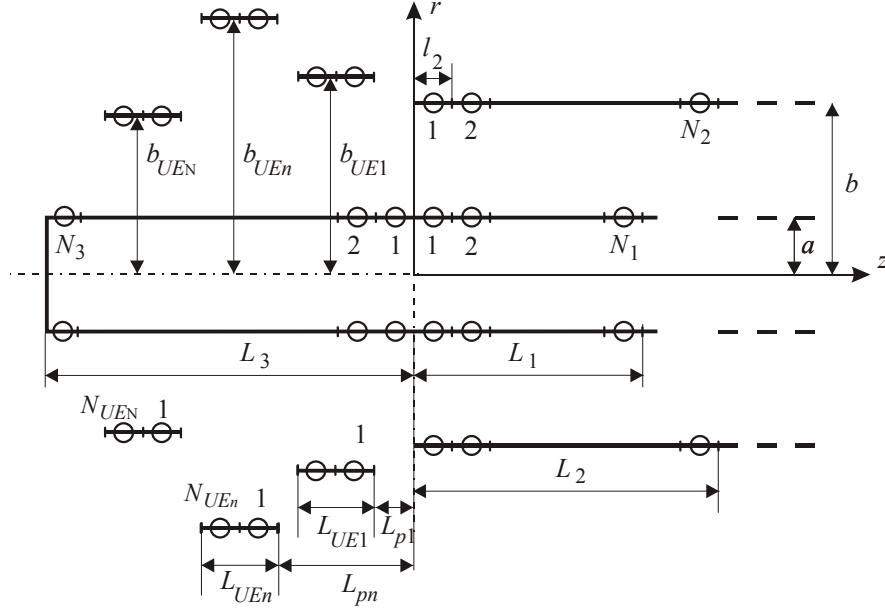 r
l₂
1 2 N₂
b_UEN
b_UEn
b_UE1
b
N₃ 2 1 1 2 N₁
a
z
L₃ L₁
N_UEN 1
1
L₂
N_UEn 1
L_UE1 L_p1
L_UEn L_pn